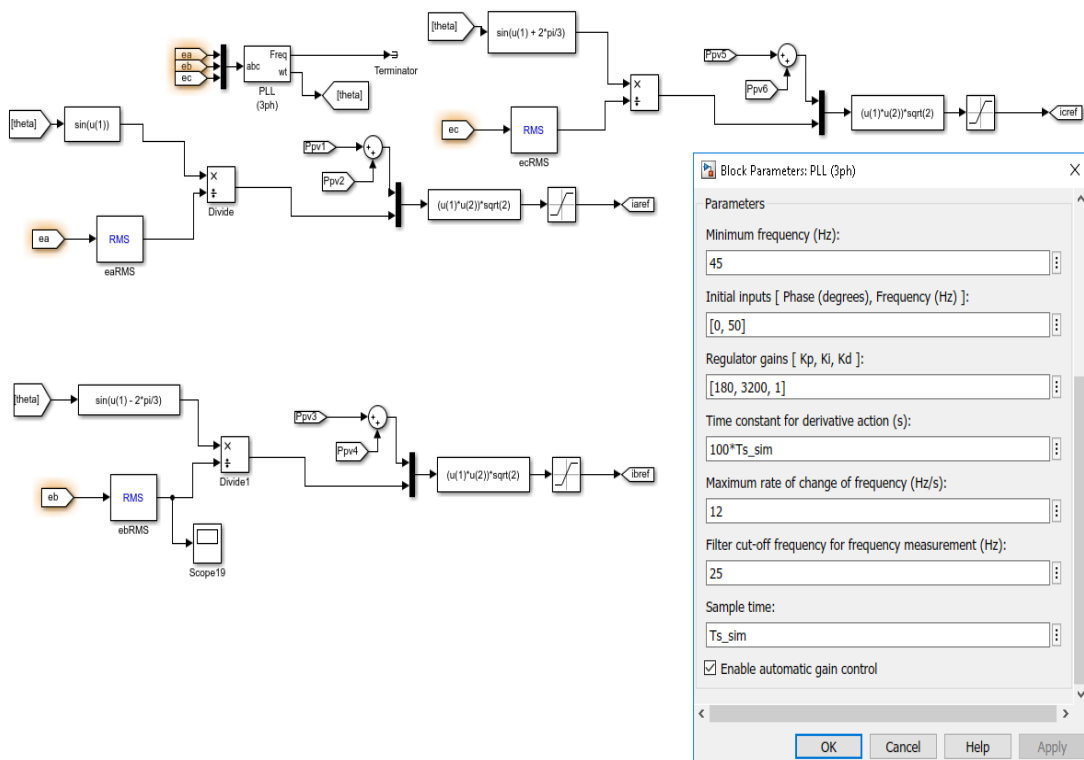 [theta]
sin(u(1) + 2*pi/3)
ea
eb
ec
abc
Freq
wt
PLL
(3ph)
Terminator
[theta]
ec
RMS
ecRMS
×
÷
Ppv5
Ppv6
+
+
(u(1)*u(2))*sqrt(2)
icref
[theta]
sin(u(1))
ea
RMS
eaRMS
×
÷
Divide
Ppv1
Ppv2
+
+
(u(1)*u(2))*sqrt(2)
iaref
[theta]
sin(u(1) - 2*pi/3)
eb
RMS
ebRMS
Scope19
×
÷
Divide1
Ppv3
Ppv4
+
+
(u(1)*u(2))*sqrt(2)
ibref
Block Parameters: PLL (3ph)
Parameters
Minimum frequency (Hz):
45
Initial inputs [ Phase (degrees), Frequency (Hz) ]:
[0, 50]
Regulator gains [ Kp, Ki, Kd ]:
[180, 3200, 1]
Time constant for derivative action (s):
100*Ts_sim
Maximum rate of change of frequency (Hz/s):
12
Filter cut-off frequency for frequency measurement (Hz):
25
Sample time:
Ts_sim
Enable automatic gain control
OK
Cancel
Help
Apply